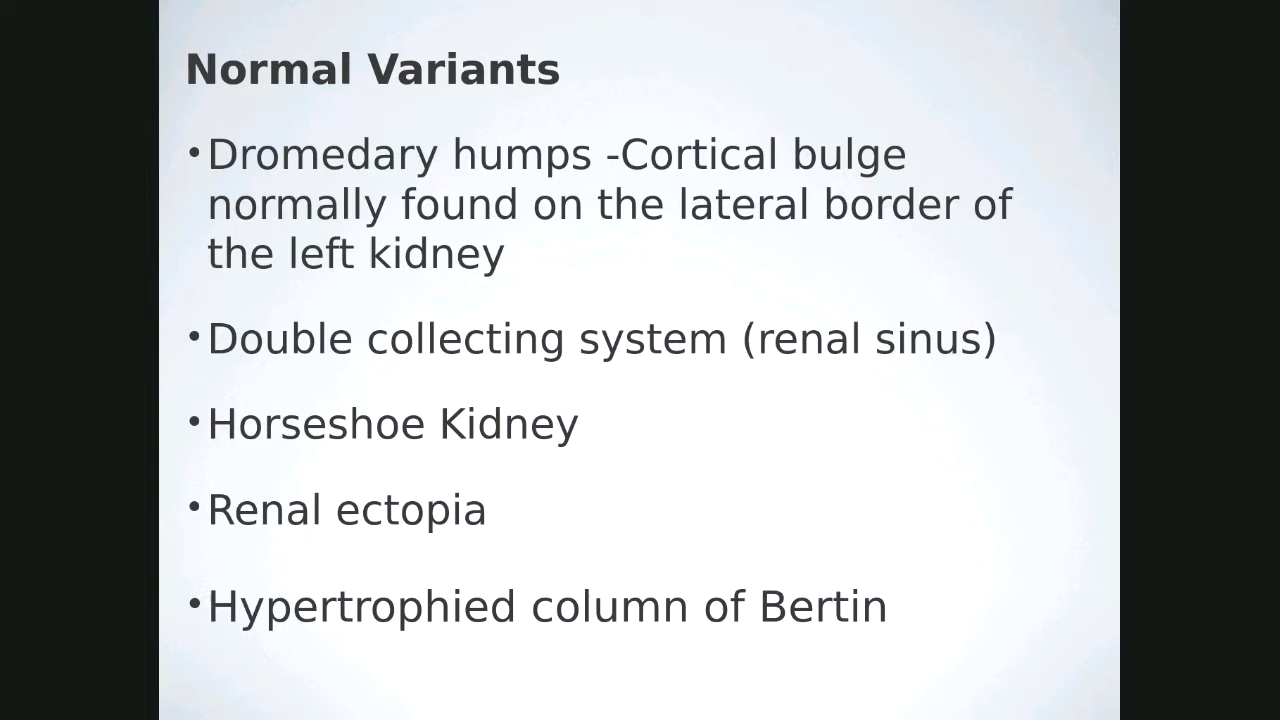 Normal Variants
•Dromedary humps -Cortical bulge
normally found on the lateral border of
the left kidney
•Double collecting system (renal sinus)
•Horseshoe Kidney
•Renal ectopia
•Hypertrophied column of Bertin